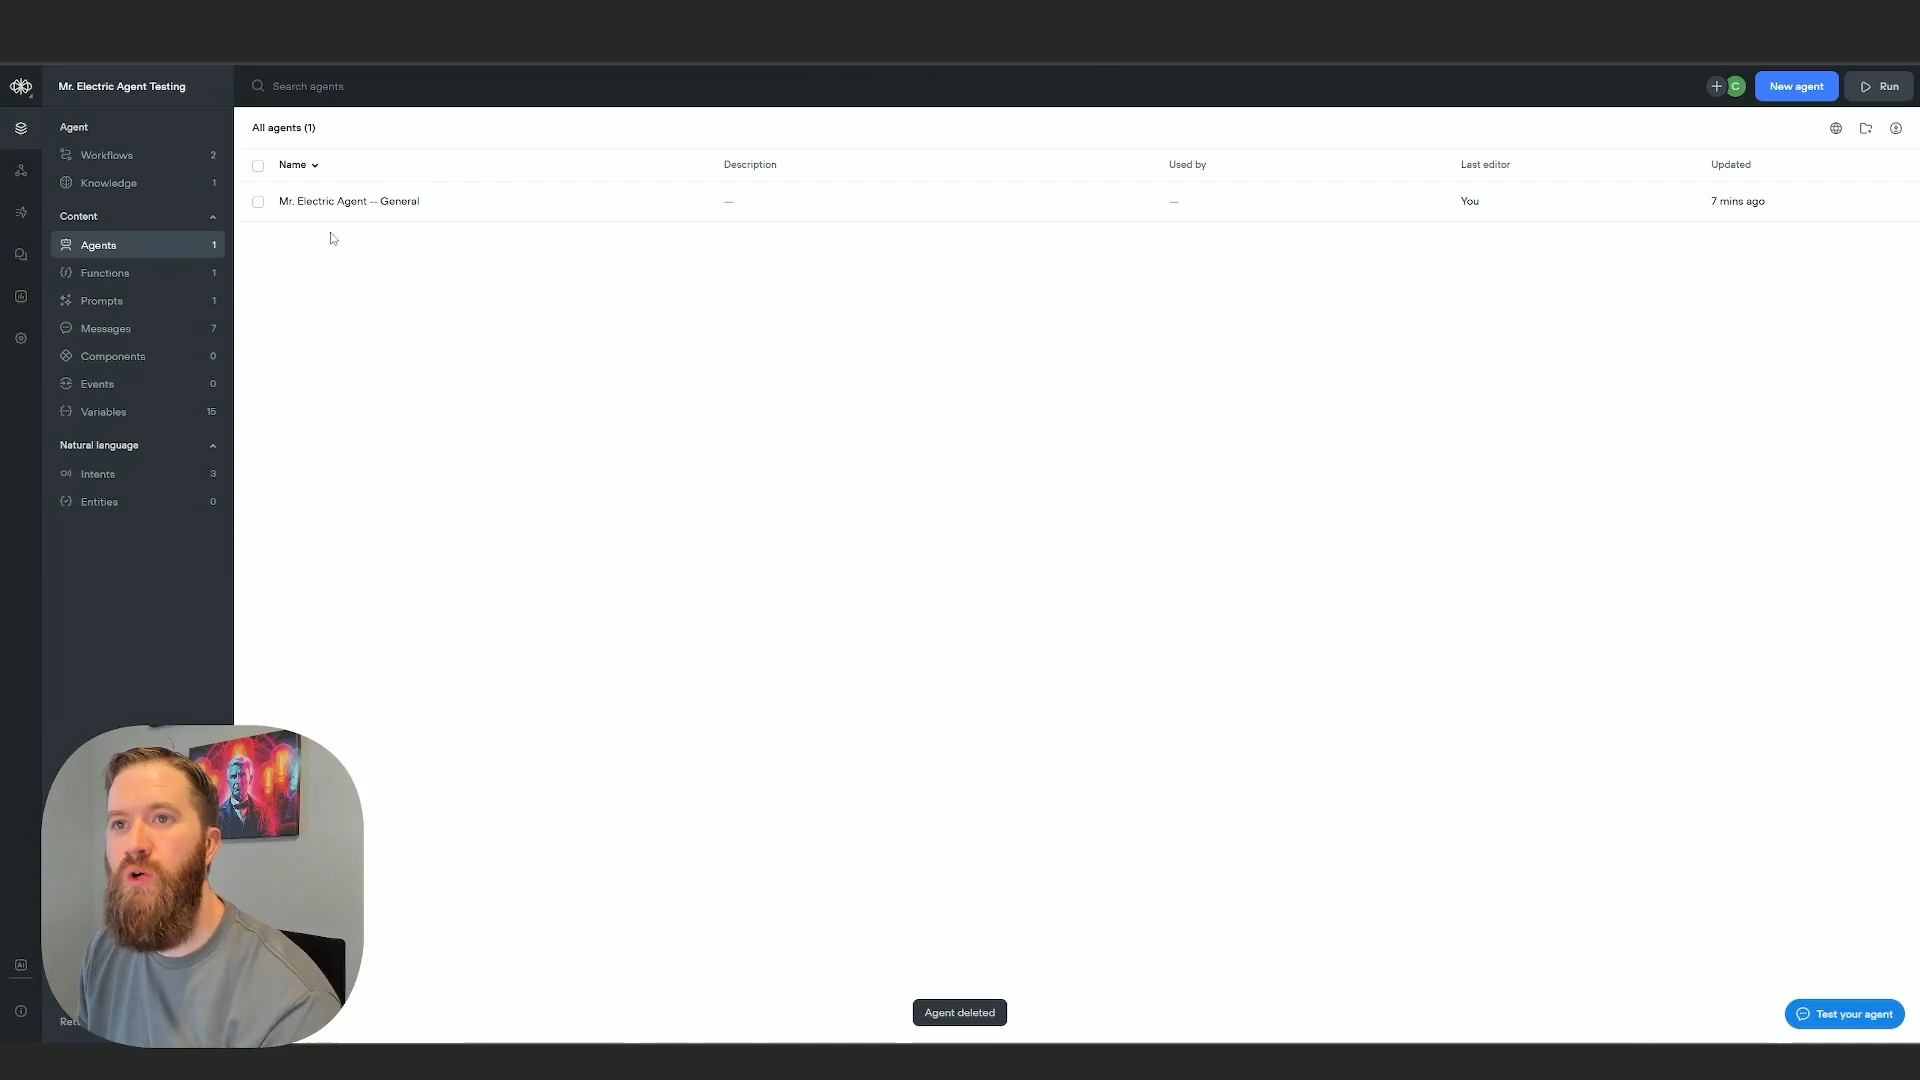 Mr. Electric Agent Testing
Search agents
C
New agent
Run
Agent
Workflows 2
Knowledge 1
Content
Agents 1
Functions 1
Prompts 1
Messages 7
Components 0
Events 0
Variables 15
Natural language
Intents 3
Entities 0
All agents (1)
Name Description Used by Last editor Updated
Mr. Electric Agent -- General — — You 7 mins ago
AI
Agent deleted
Test your agent